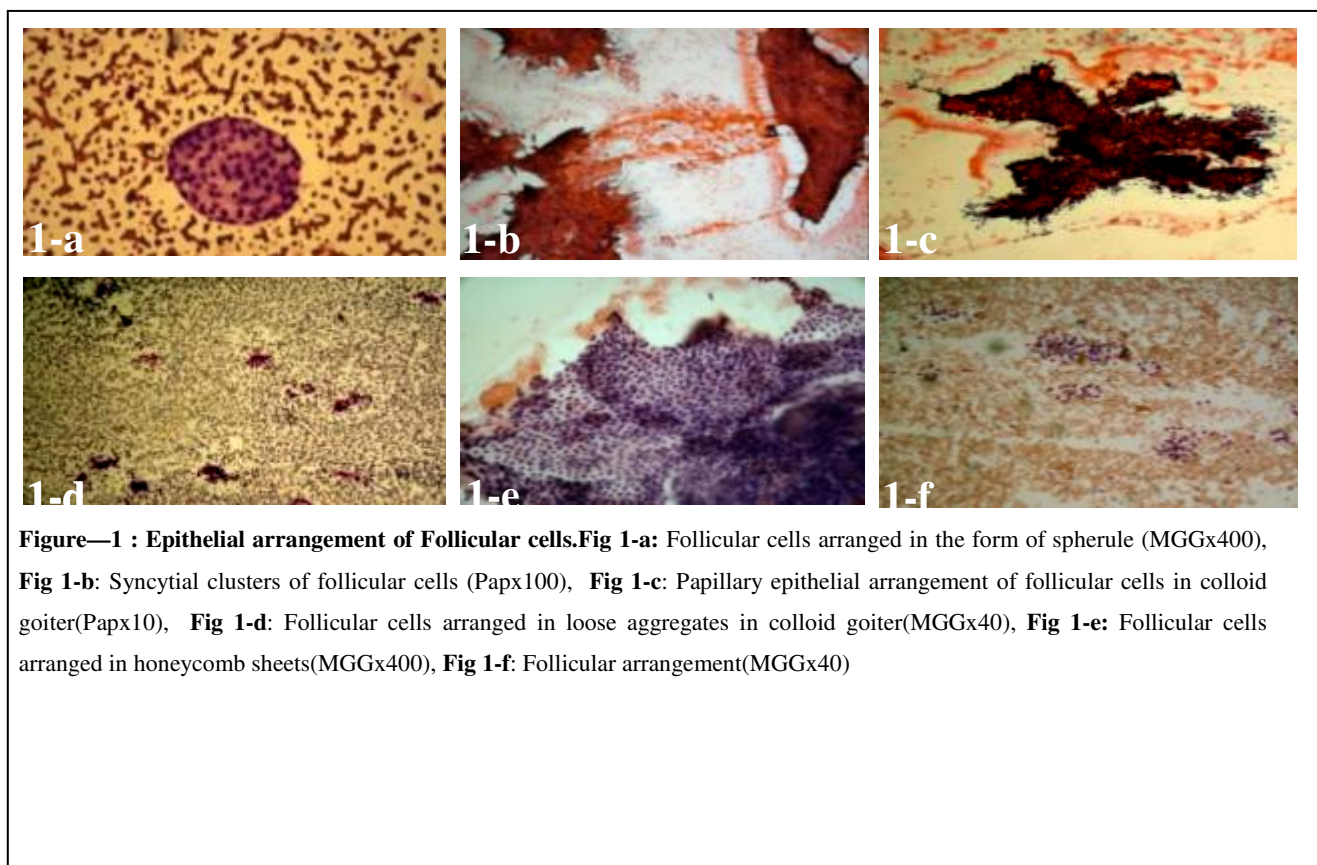 1-a
1-b
1-c
1-d
1-e
1-f
Figure—1 : Epithelial arrangement of Follicular cells.Fig 1-a: Follicular cells arranged in the form of spherule (MGGx400),
Fig 1-b: Syncytial clusters of follicular cells (Papx100), Fig 1-c: Papillary epithelial arrangement of follicular cells in colloid
goiter(Papx10), Fig 1-d: Follicular cells arranged in loose aggregates in colloid goiter(MGGx40), Fig 1-e: Follicular cells
arranged in honeycomb sheets(MGGx400), Fig 1-f: Follicular arrangement(MGGx40)